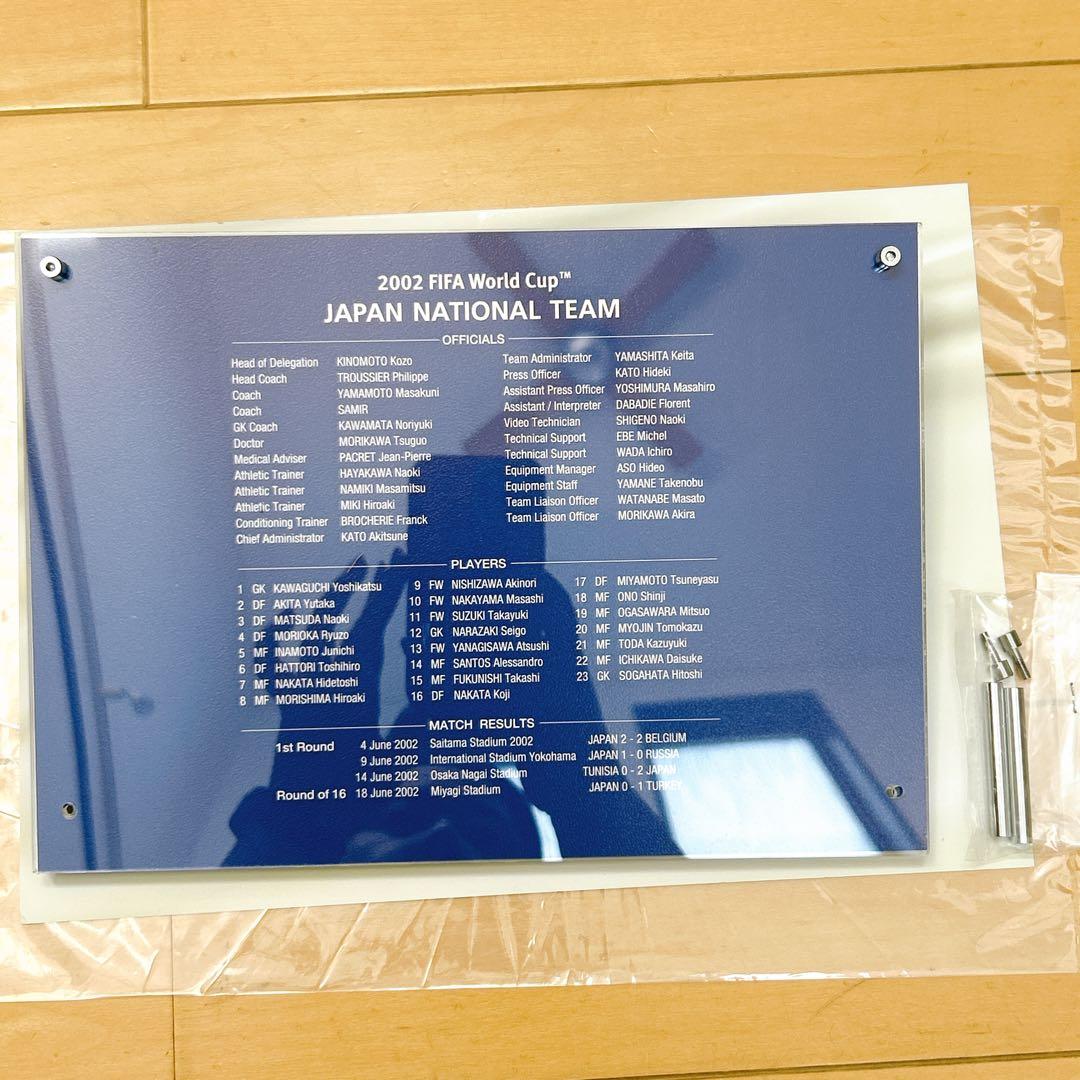 2002 FIFA World Cup™
JAPAN NATIONAL TEAM
OFFICIALS
Head of Delegation KINOMOTO Kozo
Head Coach TROUSSIER Philippe
Coach YAMAMOTO Masakuni
Coach SAMIR
GK Coach KAWAMATA Noriyuki
Doctor MORIKAWA Tsuguo
Medical Adviser PACRET Jean-Pierre
Athletic Trainer HAYAKAWA Naoki
Athletic Trainer NAMIKI Masamitsu
Athletic Trainer MIKI Hiroaki
Conditioning Trainer BROCHERIE Franck
Chief Administrator KATO Akitsune
Team Administrator YAMASHITA Keita
Press Officer KATO Hideki
Assistant Press Officer YOSHIMURA Masahiro
Assistant / Interpreter DABADIE Florent
Video Technician SHIGENO Naoki
Technical Support EBE Michel
Technical Support WADA Ichiro
Equipment Manager ASO Hideo
Equipment Staff YAMANE Takenobu
Team Liaison Officer WATANABE Masato
Team Liaison Officer MORIKAWA Akira
PLAYERS
1 GK KAWAGUCHI Yoshikatsu
2 DF AKITA Yutaka
3 DF MATSUDA Naoki
4 DF MORIOKA Ryuzo
5 MF INAMOTO Junichi
6 DF HATTORI Toshihiro
7 MF NAKATA Hidetoshi
8 MF MORISHIMA Hiroaki
9 FW NISHIZAWA Akinori
10 FW NAKAYAMA Masashi
11 FW SUZUKI Takayuki
12 GK NARAZAKI Seigo
13 FW YANAGISAWA Atsushi
14 MF SANTOS Alessandro
15 MF FUKUNISHI Takashi
16 DF NAKATA Koji
17 DF MIYAMOTO Tsuneyasu
18 MF ONO Shinji
19 MF OGASAWARA Mitsuo
20 MF MYOJIN Tomokazu
21 MF TODA Kazuyuki
22 MF ICHIKAWA Daisuke
23 GK SOGAHATA Hitoshi
MATCH RESULTS
1st Round 4 June 2002 Saitama Stadium 2002 JAPAN 2 - 2 BELGIUM
9 June 2002 International Stadium Yokohama JAPAN 1 - 0 RUSSIA
14 June 2002 Osaka Nagai Stadium TUNISIA 0 - 2 JAPAN
Round of 16 18 June 2002 Miyagi Stadium JAPAN 0 - 1 TURKEY